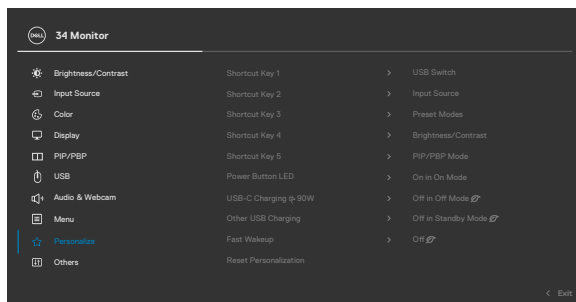 DELL 34 Monitor
Brightness/Contrast Shortcut Key 1 > USB Switch
Input Source Shortcut Key 2 > Input Source
Color Shortcut Key 3 > Preset Modes
Display Shortcut Key 4 > Brightness/Contrast
PIP/PBP Shortcut Key 5 > PIP/PBP Mode
USB Power Button LED > On in On Mode
Audio & Webcam USB-C Charging 90W > Off in Off Mode
Menu Other USB Charging > Off in Standby Mode
Personalize Fast Wakeup > Off
Others Reset Personalization
< Exit